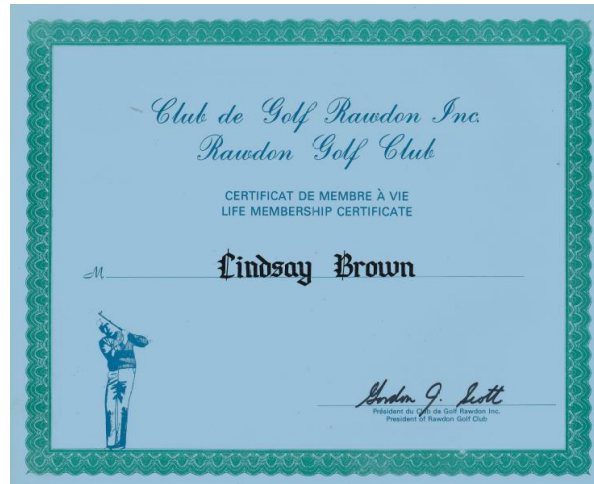 Club de Golf Rawdon Inc.
Rawdon Golf Club
CERTIFICAT DE MEMBRE À VIE
LIFE MEMBERSHIP CERTIFICATE
M Lindsay Brown
Gordon J. Scott
Président du Club de Golf Rawdon Inc.
President of Rawdon Golf Club